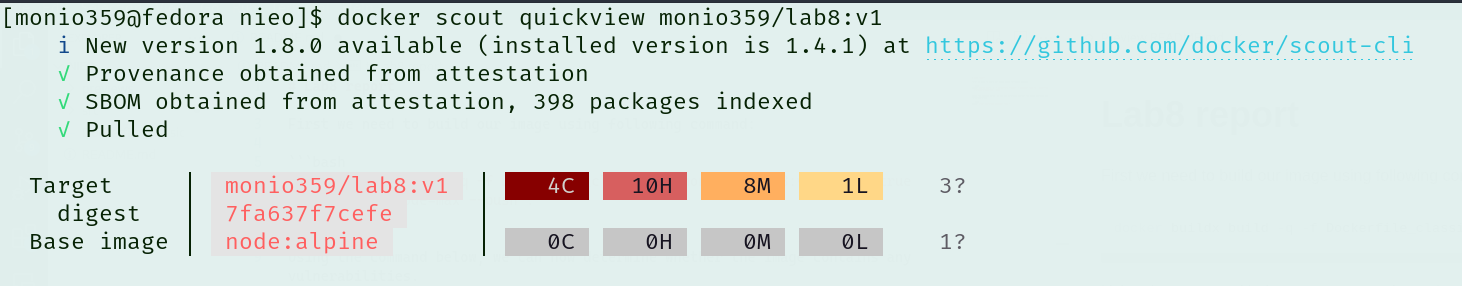 [monio359@fedora nieo]$ docker scout quickview monio359/lab8:v1
i New version 1.8.0 available (installed version is 1.4.1) at https://github.com/docker/scout-cli
√ Provenance obtained from attestation
√ SBOM obtained from attestation, 398 packages indexed
√ Pulled
Lab8 report
Target │ monio359/lab8:v1 │ 4C 10H 8M 1L 3?
digest │ 7fa637f7cefe │
Base image │ node:alpine │ 0C 0H 0M 0L 1?